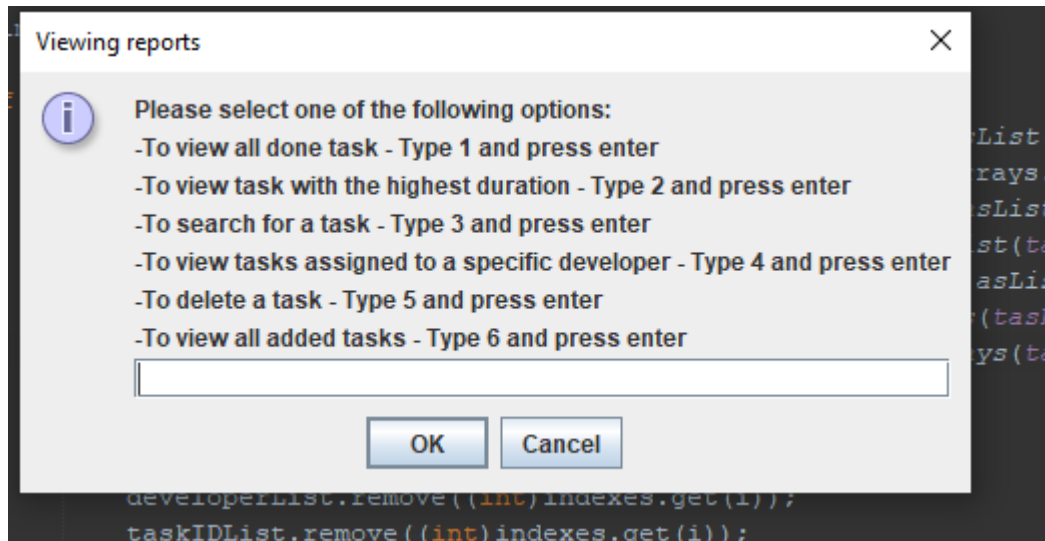 Viewing reports
Please select one of the following options:
-To view all done task - Type 1 and press enter
-To view task with the highest duration - Type 2 and press enter
-To search for a task - Type 3 and press enter
-To view tasks assigned to a specific developer - Type 4 and press enter
-To delete a task - Type 5 and press enter
-To view all added tasks - Type 6 and press enter
OK
Cancel
developerList.remove((int)indexes.get(i));
taskIDList.remove((int)indexes.get(i));